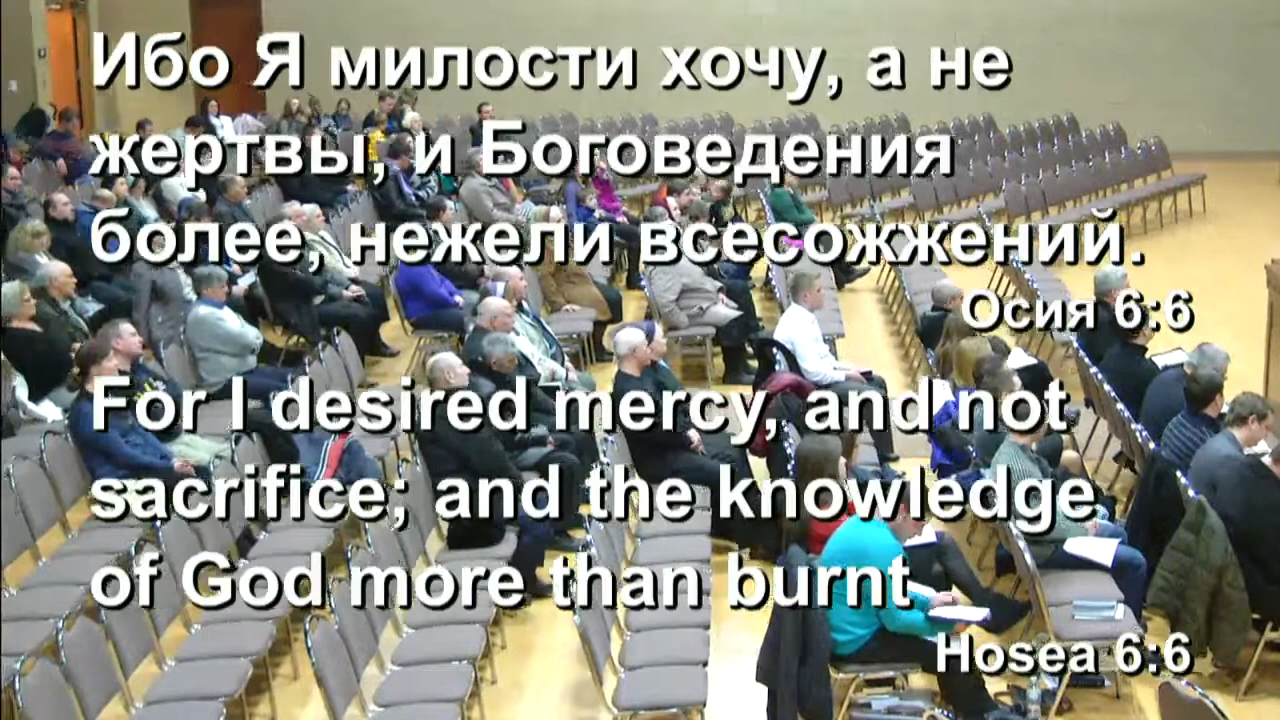 Ибо Я милости хочу, а не
жертвы, и Боговедения
более, нежели всесожжений.
Осия 6:6
For I desired mercy, and not
sacrifice; and the knowledge
of God more than burnt
Hosea 6:6